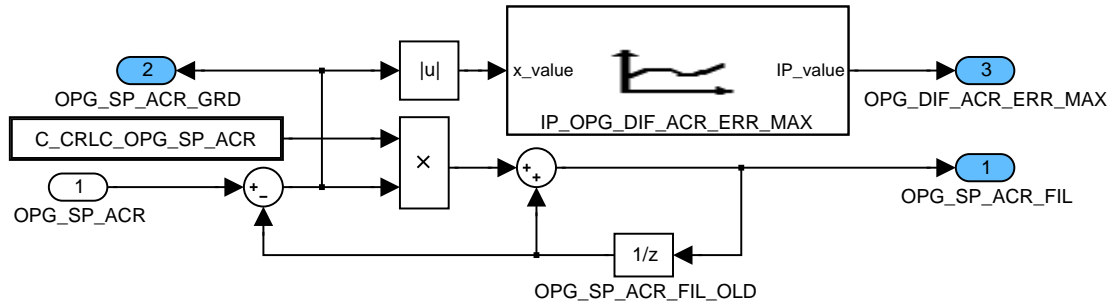 2
OPG_SP_ACR_GRD
|u|
x_value
IP_value
IP_OPG_DIF_ACR_ERR_MAX
3
OPG_DIF_ACR_ERR_MAX
C_CRLC_OPG_SP_ACR
×
1
OPG_SP_ACR
+
−
+
+
1
OPG_SP_ACR_FIL
1/z
OPG_SP_ACR_FIL_OLD